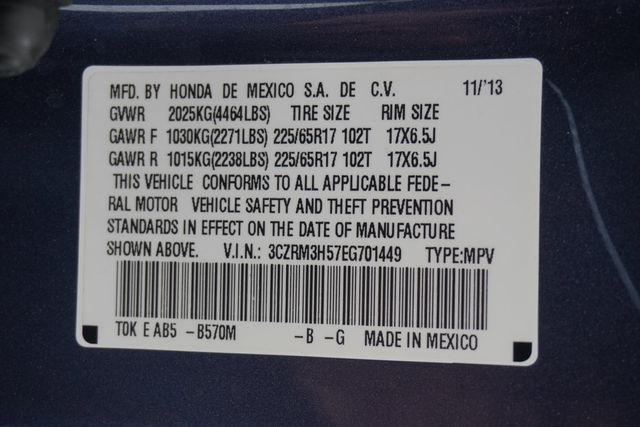 MFD. BY HONDA DE MEXICO S.A. DE C.V. 11/'13
GVWR 2025KG(4464LBS) TIRE SIZE RIM SIZE
GAWR F 1030KG(2271LBS) 225/65R17 102T 17X6.5J
GAWR R 1015KG(2238LBS) 225/65R17 102T 17X6.5J
THIS VEHICLE CONFORMS TO ALL APPLICABLE FEDE-
RAL MOTOR VEHICLE SAFETY AND THEFT PREVENTION
STANDARDS IN EFFECT ON THE DATE OF MANUFACTURE
SHOWN ABOVE. V.I.N.: 3CZRM3H57EG701449 TYPE:MPV
T0K E AB5 -B570M -B -G MADE IN MEXICO